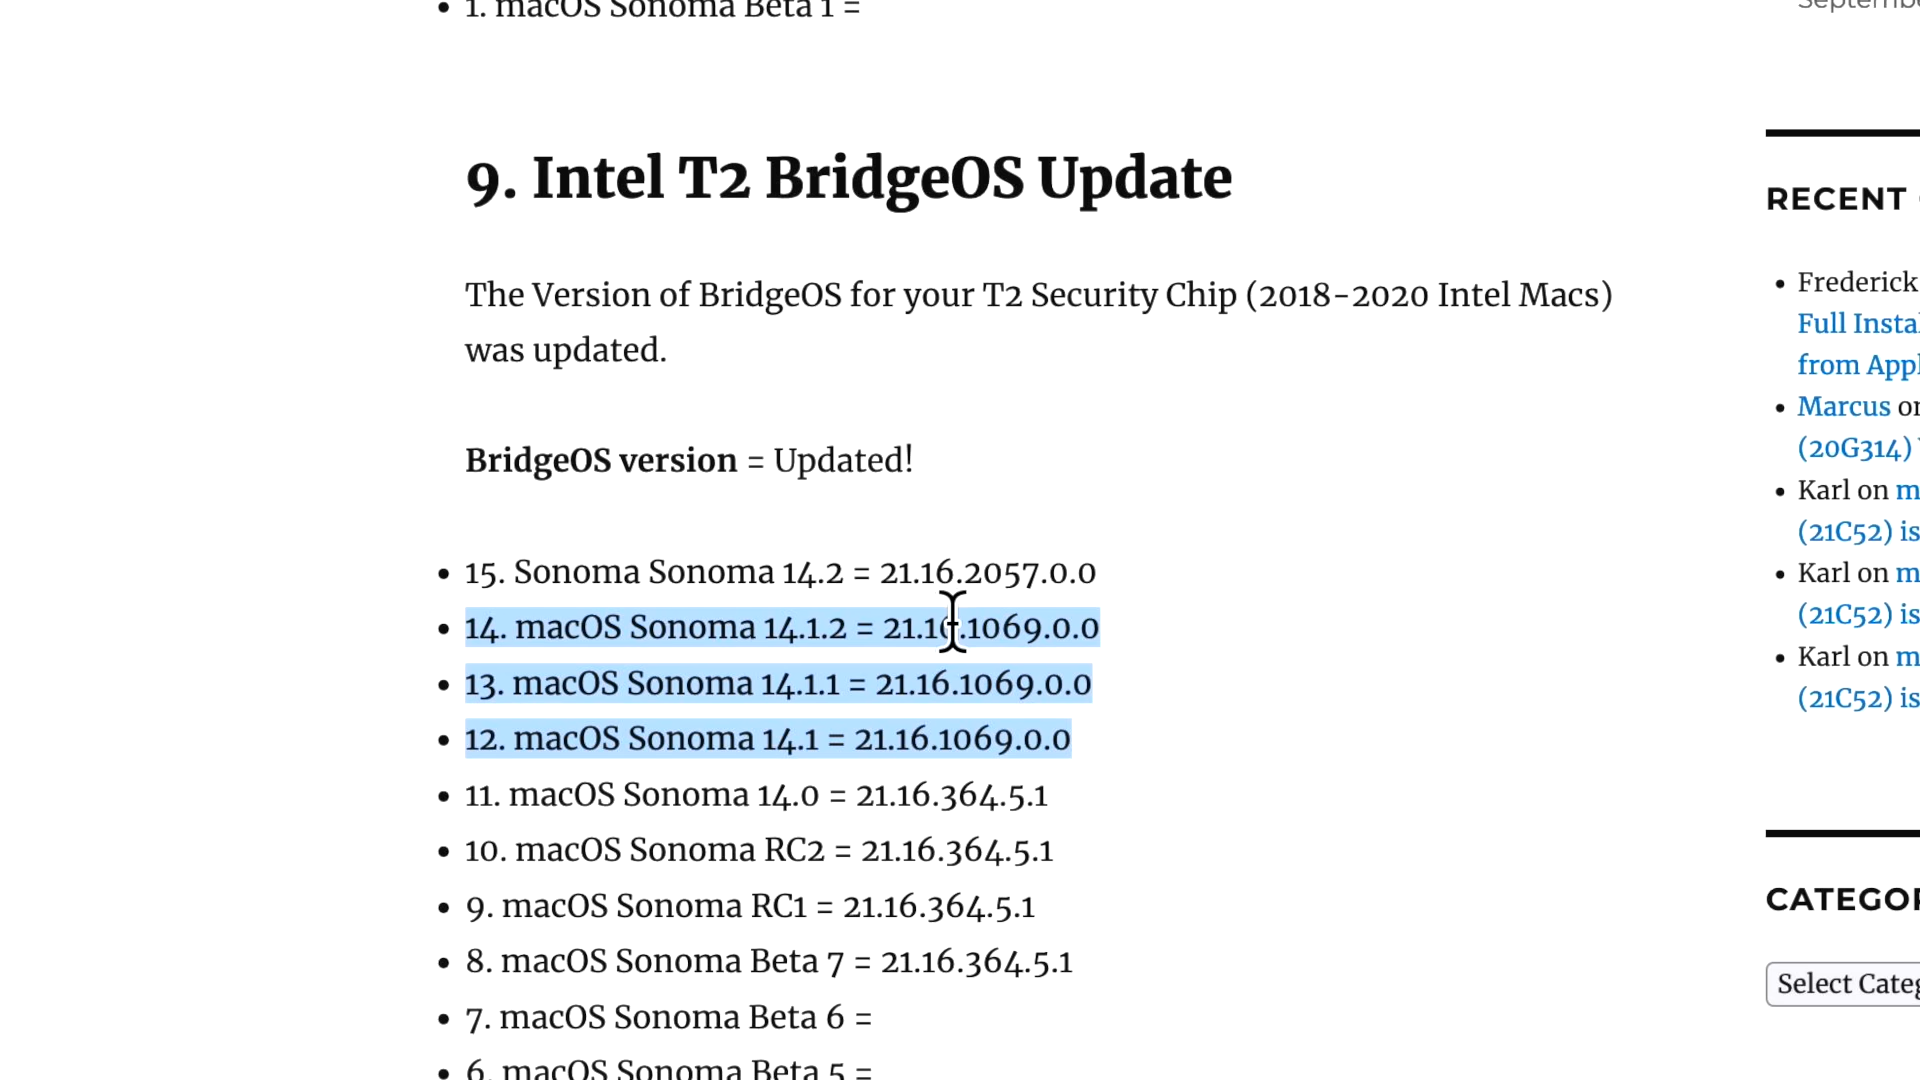 1. macOS Sonoma Beta 1 =
9. Intel T2 BridgeOS Update
The Version of BridgeOS for your T2 Security Chip (2018-2020 Intel Macs)
was updated.
BridgeOS version = Updated!
15. Sonoma Sonoma 14.2 = 21.16.2057.0.0
14. macOS Sonoma 14.1.2 = 21.16.1069.0.0
13. macOS Sonoma 14.1.1 = 21.16.1069.0.0
12. macOS Sonoma 14.1 = 21.16.1069.0.0
11. macOS Sonoma 14.0 = 21.16.364.5.1
10. macOS Sonoma RC2 = 21.16.364.5.1
9. macOS Sonoma RC1 = 21.16.364.5.1
8. macOS Sonoma Beta 7 = 21.16.364.5.1
7. macOS Sonoma Beta 6 =
6. macOS Sonoma Beta 5 =
RECENT
Frederick
Full Insta
from Appl
Marcus on
(20G314)
Karl on m
(21C52) is
Karl on m
(21C52) is
Karl on m
(21C52) is
CATEGOR
Select Categ